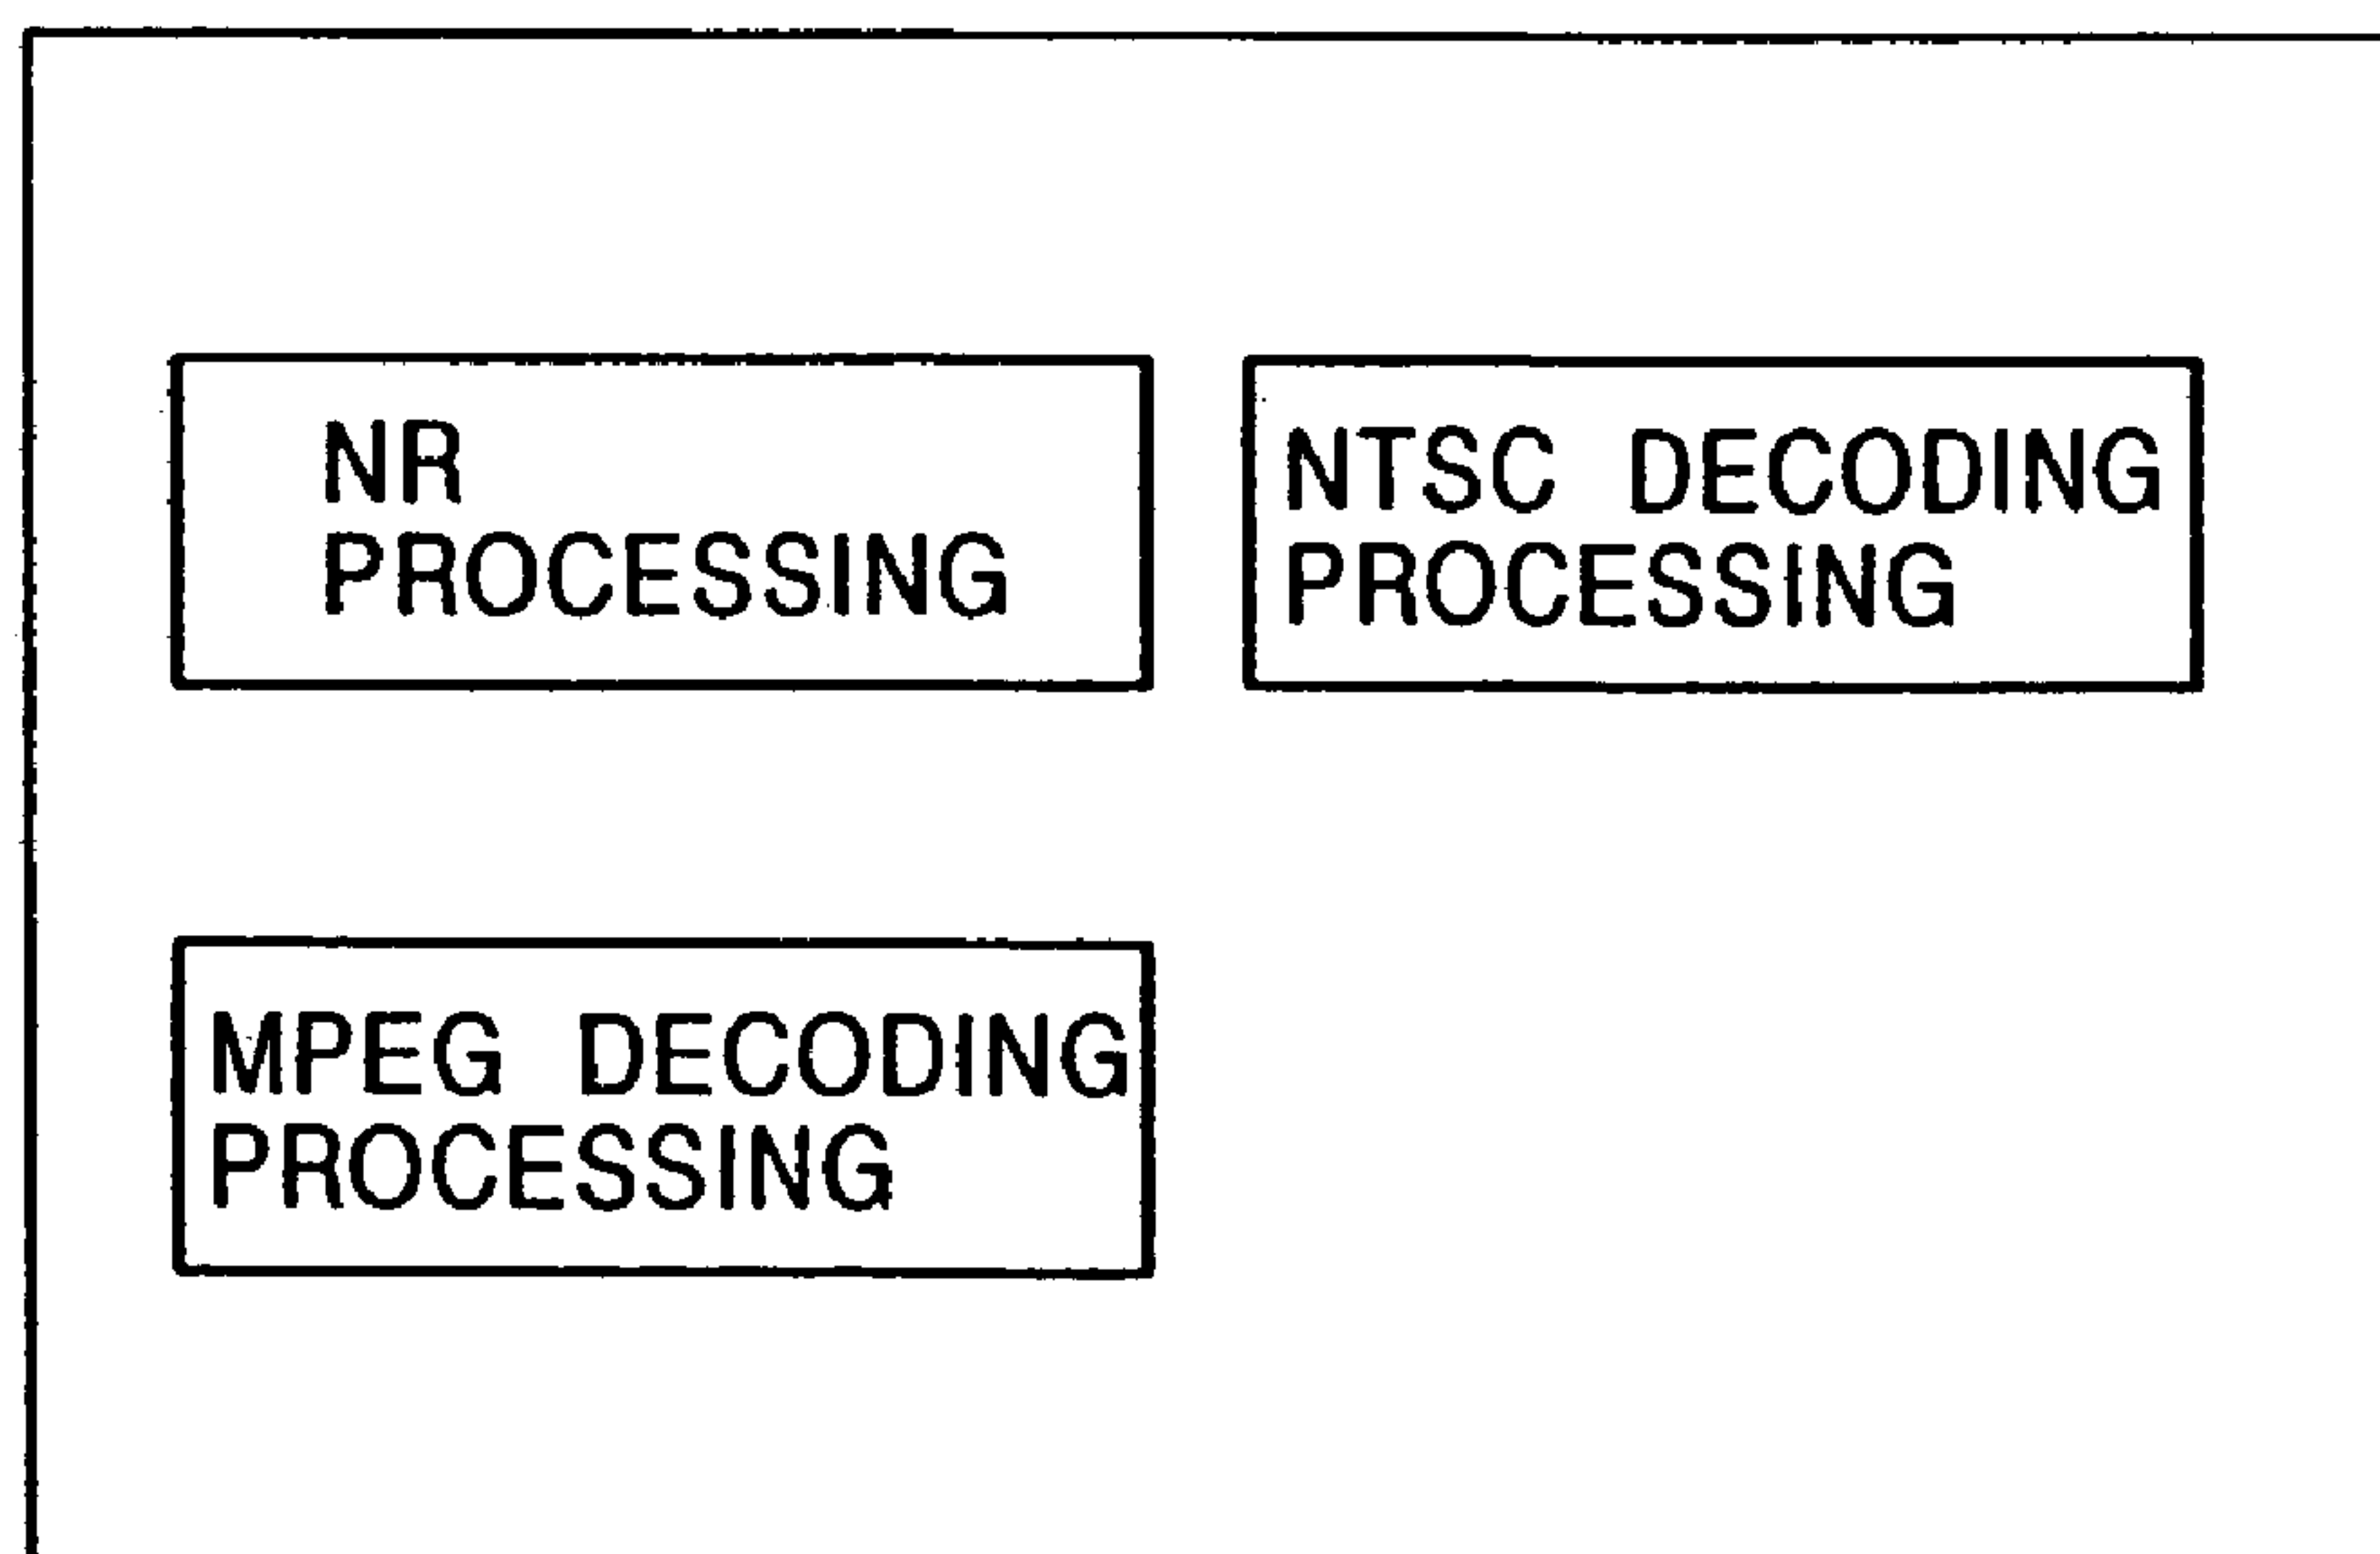 NR
PROCESSING
NTSC DECODING
PROCESSING
MPEG DECODING
PROCESSING